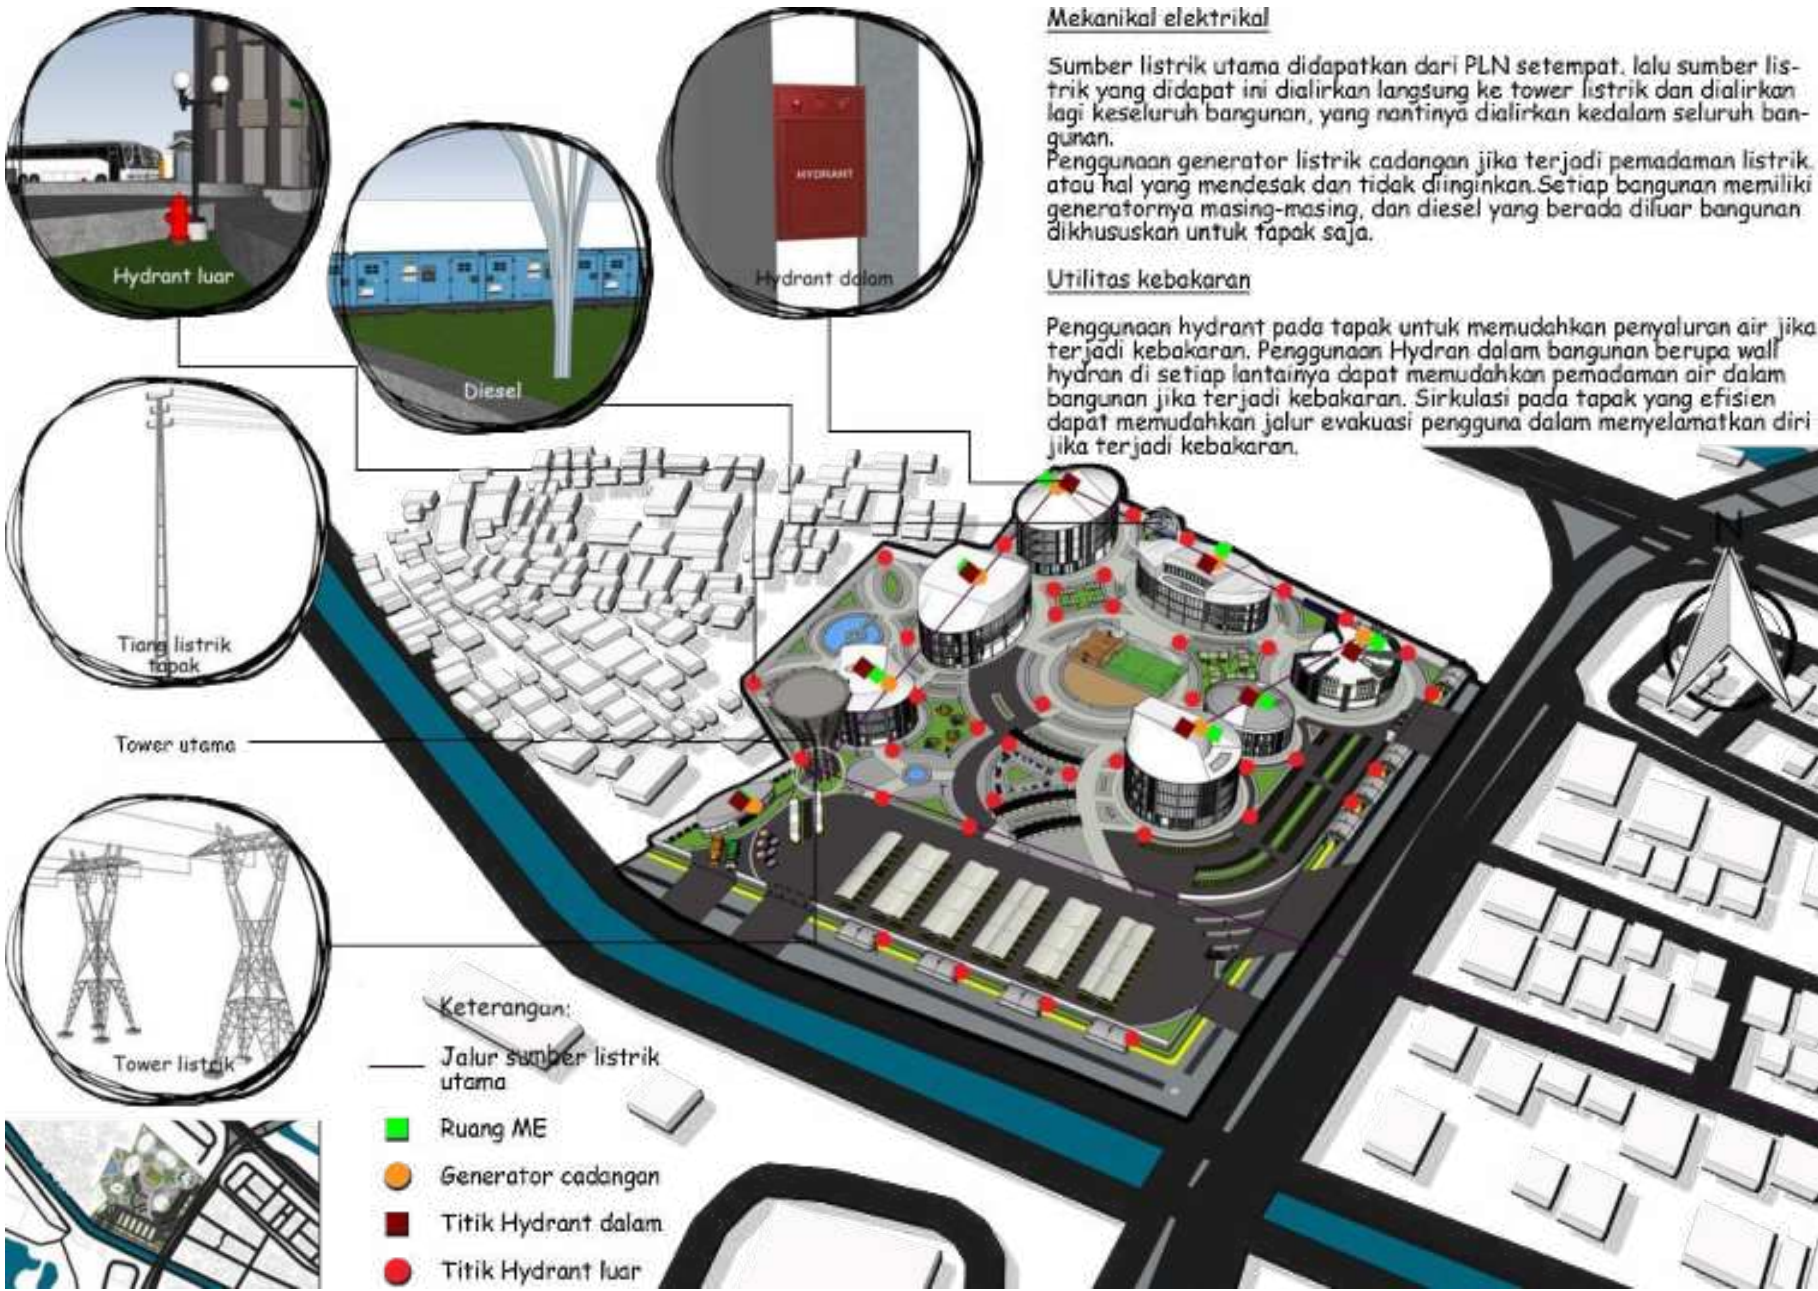 Mekanikal elektrikal
Sumber listrik utama didapatkan dari PLN setempat. lalu sumber lis-
trik yang didapat ini dialirkan langsung ke tower listrik dan dialirkan
lagi keseluruh bangunan, yang nantinya dialirkan kedalam seluruh ban-
gunan.
Penggunaan generator listrik cadangan jika terjadi pemadaman listrik.
atau hal yang mendesak dan tidak diinginkan.Setiap bangunan memiliki
generatornya masing-masing, dan diesel yang berada diluar bangunan
dikhususkan untuk tapak saja.
Utilitas kebakaran
Penggunaan hydrant pada tapak untuk memudahkan penyaluran air jika
terjadi kebakaran. Penggunaan Hydran dalam bangunan berupa wall
hydran di setiap lantainya dapat memudahkan pemadaman air dalam
bangunan jika terjadi kebakaran. Sirkulasi pada tapak yang efisien
dapat memudahkan jalur evakuasi pengguna dalam menyelamatkan diri
jika terjadi kebakaran.
Hydrant luar
Diesel
HYDRANT
Hydrant dalam
Tiang listrik
tapak
Tower utama
Tower listrik
N
Keterangan:
Jalur sumber listrik
utama
Ruang ME
Generator cadangan
Titik Hydrant dalam
Titik Hydrant luar